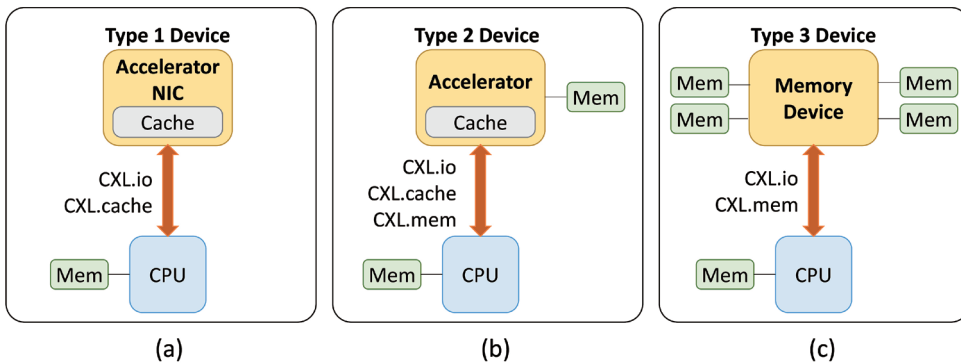 Type 1 Device
Accelerator
NIC
Cache
CXL.io
CXL.cache
Mem
CPU
(a)
Type 2 Device
Accelerator
Cache
Mem
CXL.io
CXL.cache
CXL.mem
Mem
CPU
(b)
Type 3 Device
Mem
Mem
Memory
Device
Mem
Mem
CXL.io
CXL.mem
Mem
CPU
(c)